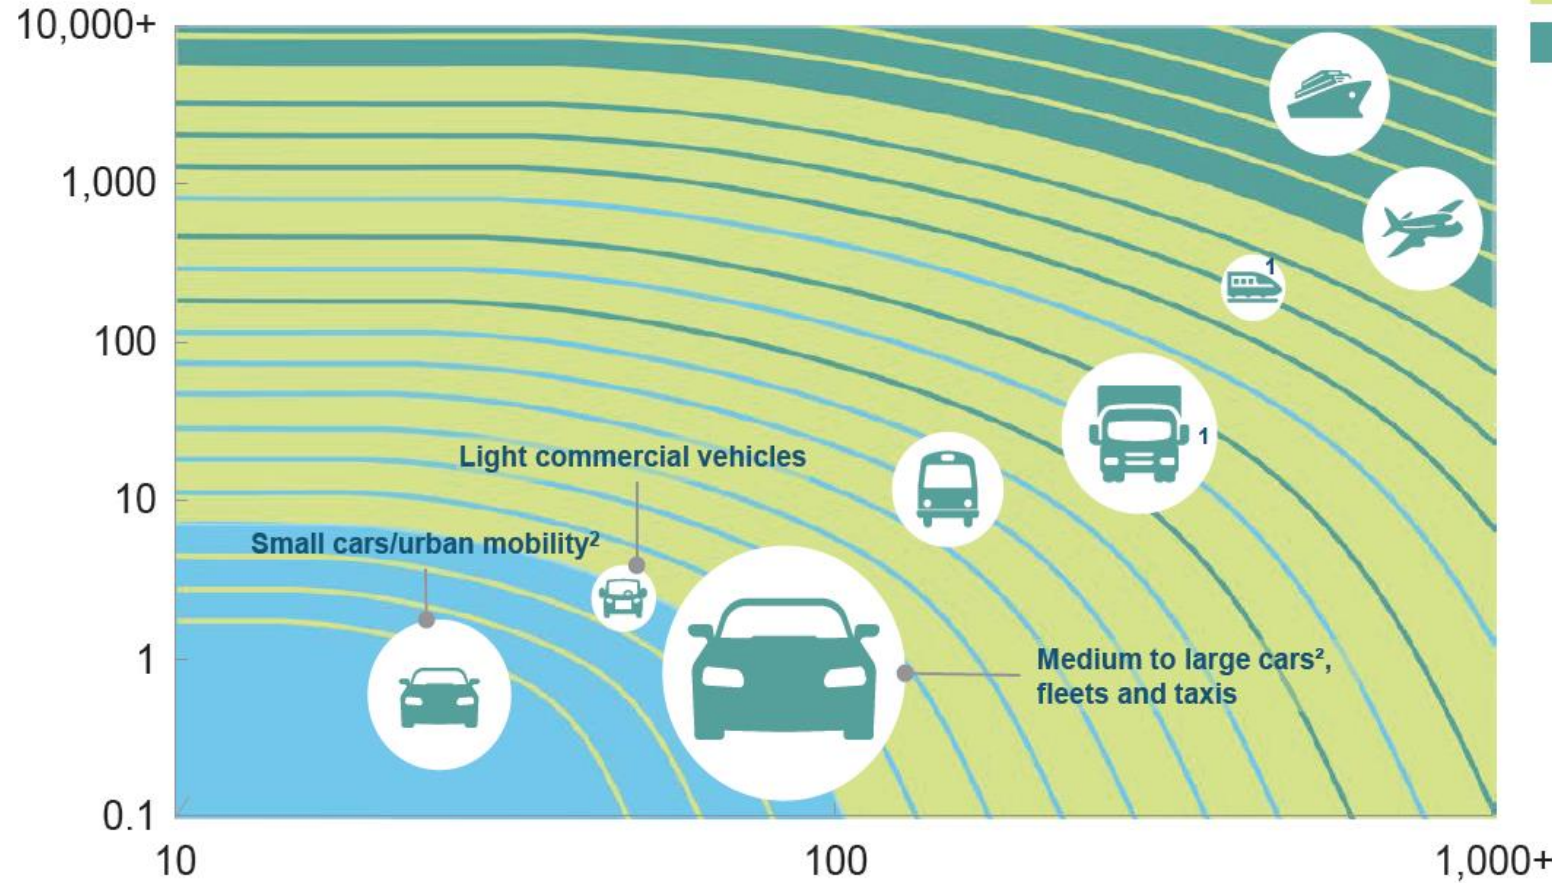 10,000+
1,000
1
100
1
Light commercial vehicles
10
Small cars/urban mobility²
1
Medium to large cars²,
fleets and taxis
0.1
10
100
1,000+